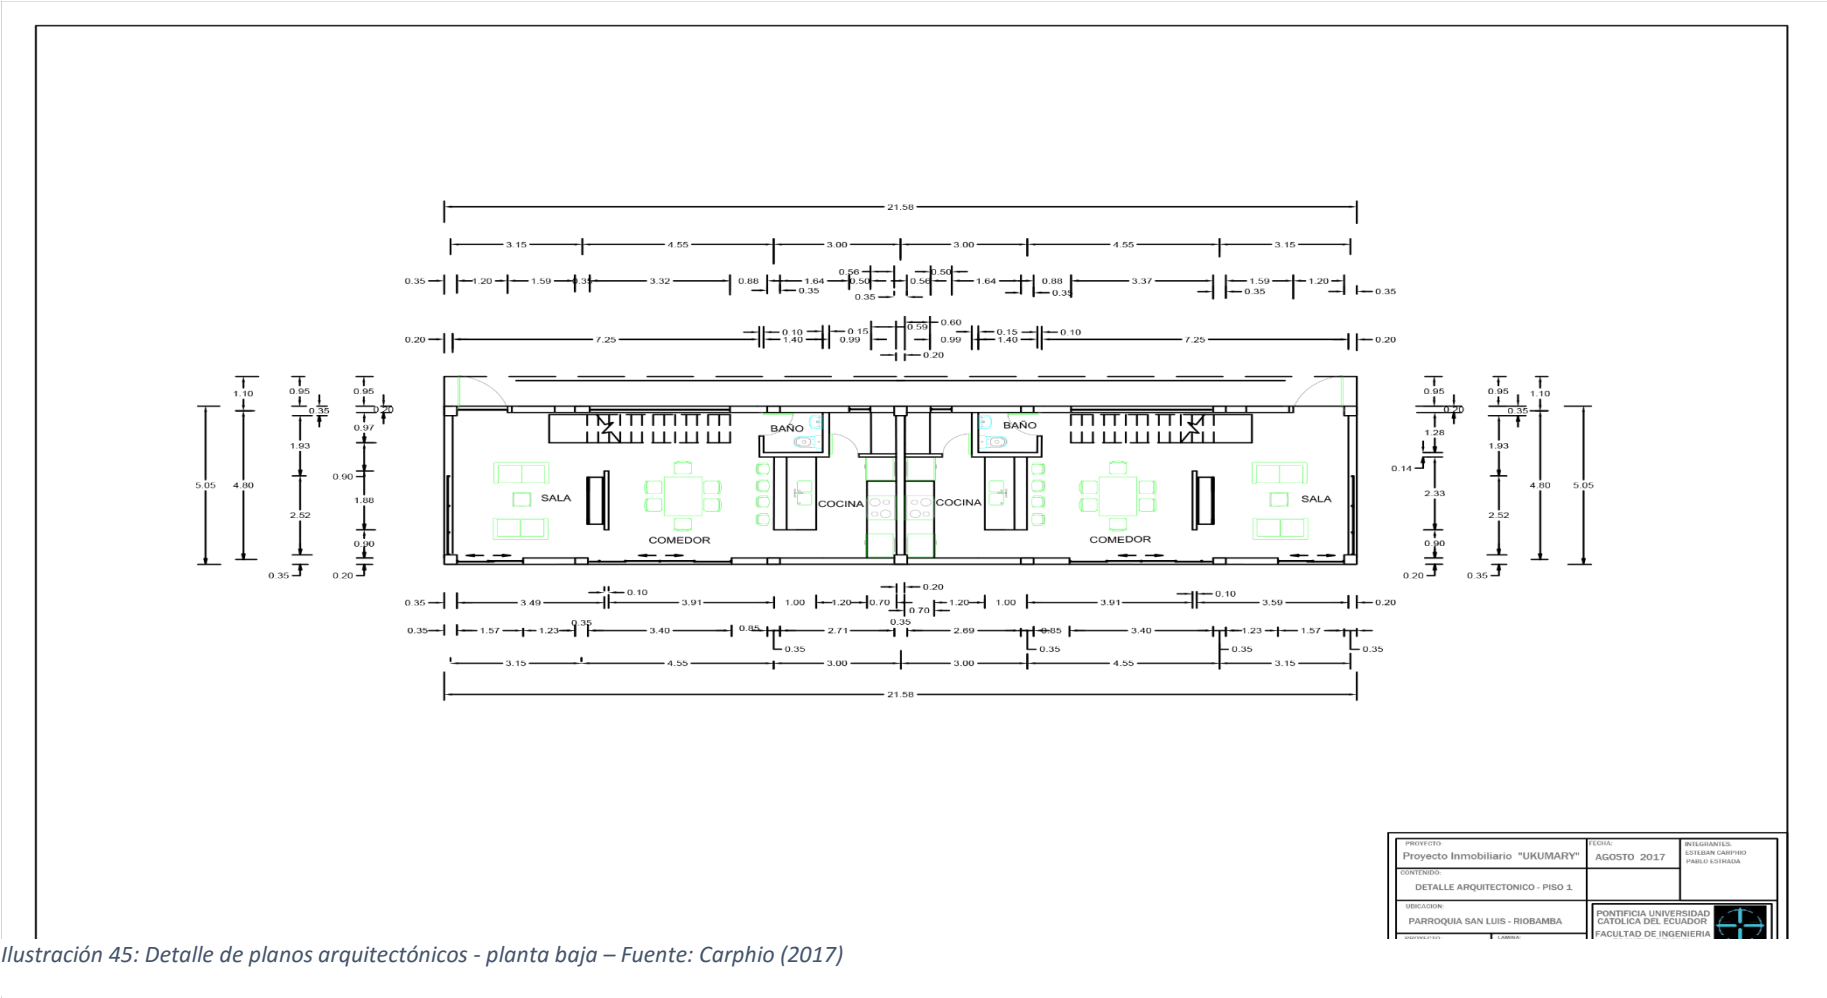 21.58
3.15 4.55 3.00 3.00 4.55 3.15
0.56 0.50
0.35 1.20 1.59 0.35 3.32 0.88 1.64 0.50 0.56 1.64 0.88 3.37 1.59 1.20
0.35 0.35 0.35 0.35
0.35
0.60
0.59
0.10 0.15 0.15 0.10
0.20 7.25 1.40 0.99 0.99 1.40 7.25 0.20
0.20
1.10 0.95 0.95 0.95 0.95 1.10
0.35 0.20 0.20 0.35
0.97 BAÑO BAÑO 1.28
1.93 1.93
0.14
0.90
5.05 4.80 4.80 5.05
SALA COCINA COCINA SALA
1.88 2.33
2.52 2.52
COMEDOR COMEDOR
0.90 0.90
0.35 0.20 0.20 0.35
0.10 0.20 0.10
0.35 3.49 3.91 1.00 1.20 0.70 1.20 1.00 3.91 3.59 0.20
0.70
0.35 0.35
0.35 1.57 1.23 3.40 0.85 2.71 2.69 0.85 3.40 1.23 1.57
0.35 0.35 0.35 0.35
3.15 4.55 3.00 3.00 4.55 3.15
21.58
PROYECTO: FECHA: INTEGRANTES:
Proyecto Inmobiliario "UKUMARY" AGOSTO 2017 ESTEBAN CARPHIO
PABLO ESTRADA
CONTENIDO:
DETALLE ARQUITECTONICO - PISO 1
UBICACION:
PARROQUIA SAN LUIS - RIOBAMBA
PONTIFICIA UNIVERSIDAD
CATOLICA DEL ECUADOR
FACULTAD DE INGENIERIA
PROYECTO LAMINA:
Ilustración 45: Detalle de planos arquitectónicos - planta baja – Fuente: Carphio (2017)